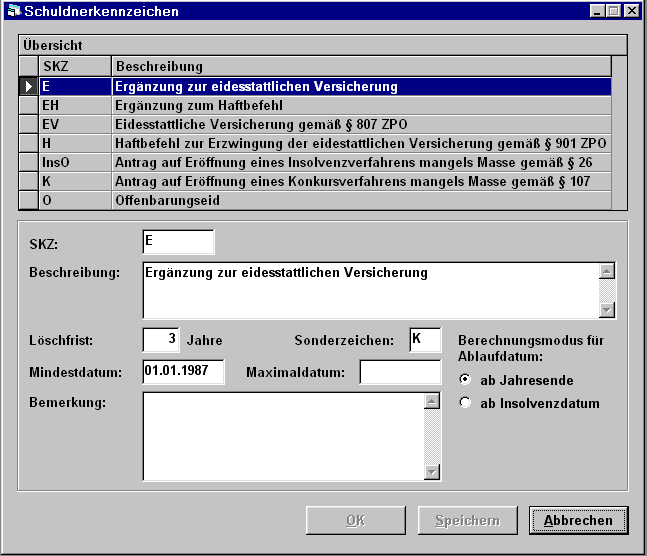 Schuldnerkennzeichen
Übersicht
SKZ Beschreibung
E Ergänzung zur eidesstattlichen Versicherung
EH Ergänzung zum Haftbefehl
EV Eidesstattliche Versicherung gemäß § 807 ZPO
H Haftbefehl zur Erzwingung der eidestattlichen Versicherung gemäß § 901 ZPO
InsO Antrag auf Eröffnung eines Insolvenzverfahrens mangels Masse gemäß § 26
K Antrag auf Eröffnung eines Konkursverfahrens mangels Masse gemäß § 107
O Offenbarungseid
SKZ: E
Beschreibung: Ergänzung zur eidesstattlichen Versicherung
Löschfrist: 3 Jahre Sonderzeichen: K
Berechnungsmodus für
Ablaufdatum:
Mindestdatum: 01.01.1987 Maximaldatum:
ab Jahresende
Bemerkung:
ab Insolvenzdatum
OK Speichern Abbrechen